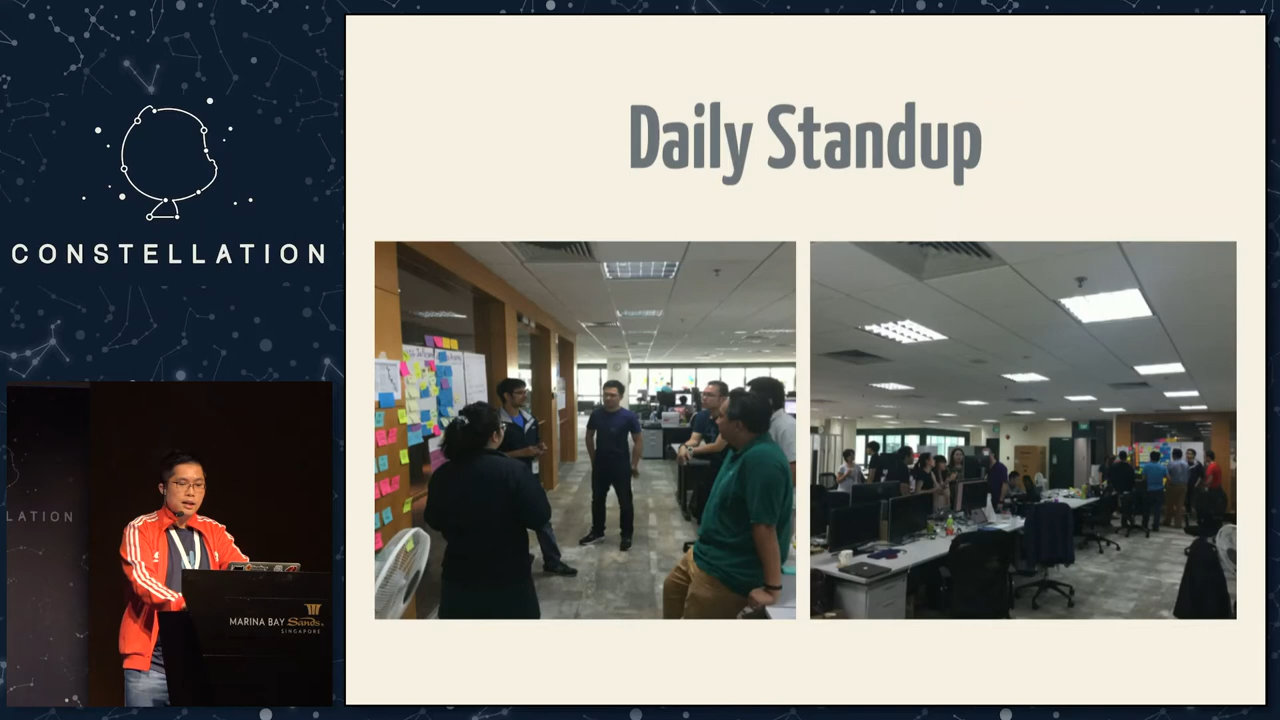 CONSTELLATION
Daily Standup
LATION
MARINA BAY Sands
SINGAPORE